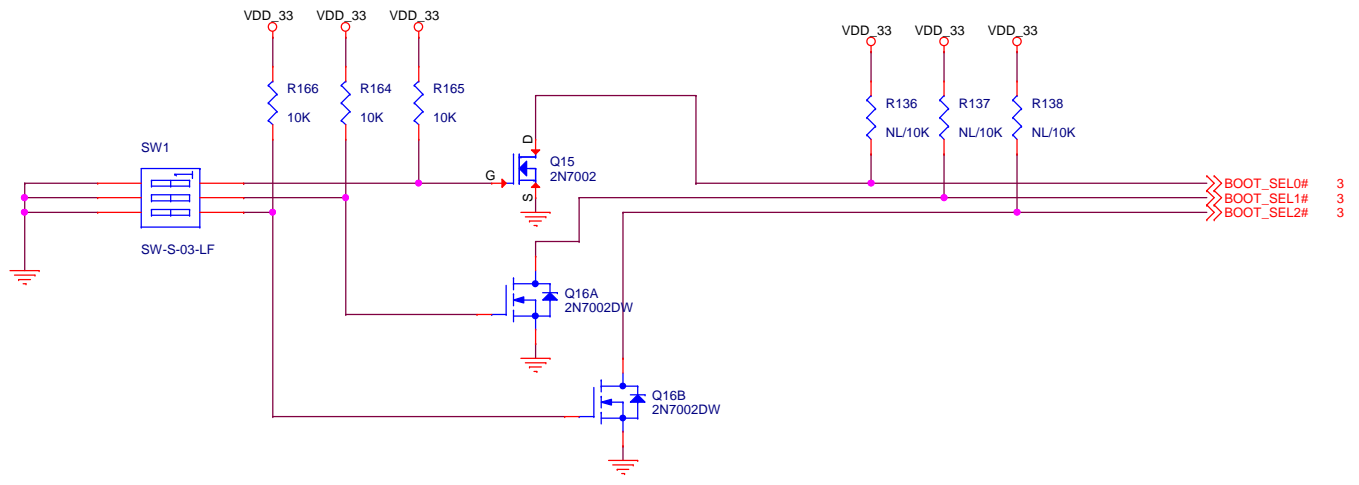 VDD_33 VDD_33 VDD_33
VDD_33 VDD_33 VDD_33
R166 R164 R165
10K 10K 10K
R136 R137 R138
NL/10K NL/10K NL/10K
SW1
D
Q15
2N7002
G
S
BOOT_SEL0# 3
BOOT_SEL1# 3
BOOT_SEL2# 3
SW-S-03-LF
Q16A
2N7002DW
Q16B
2N7002DW